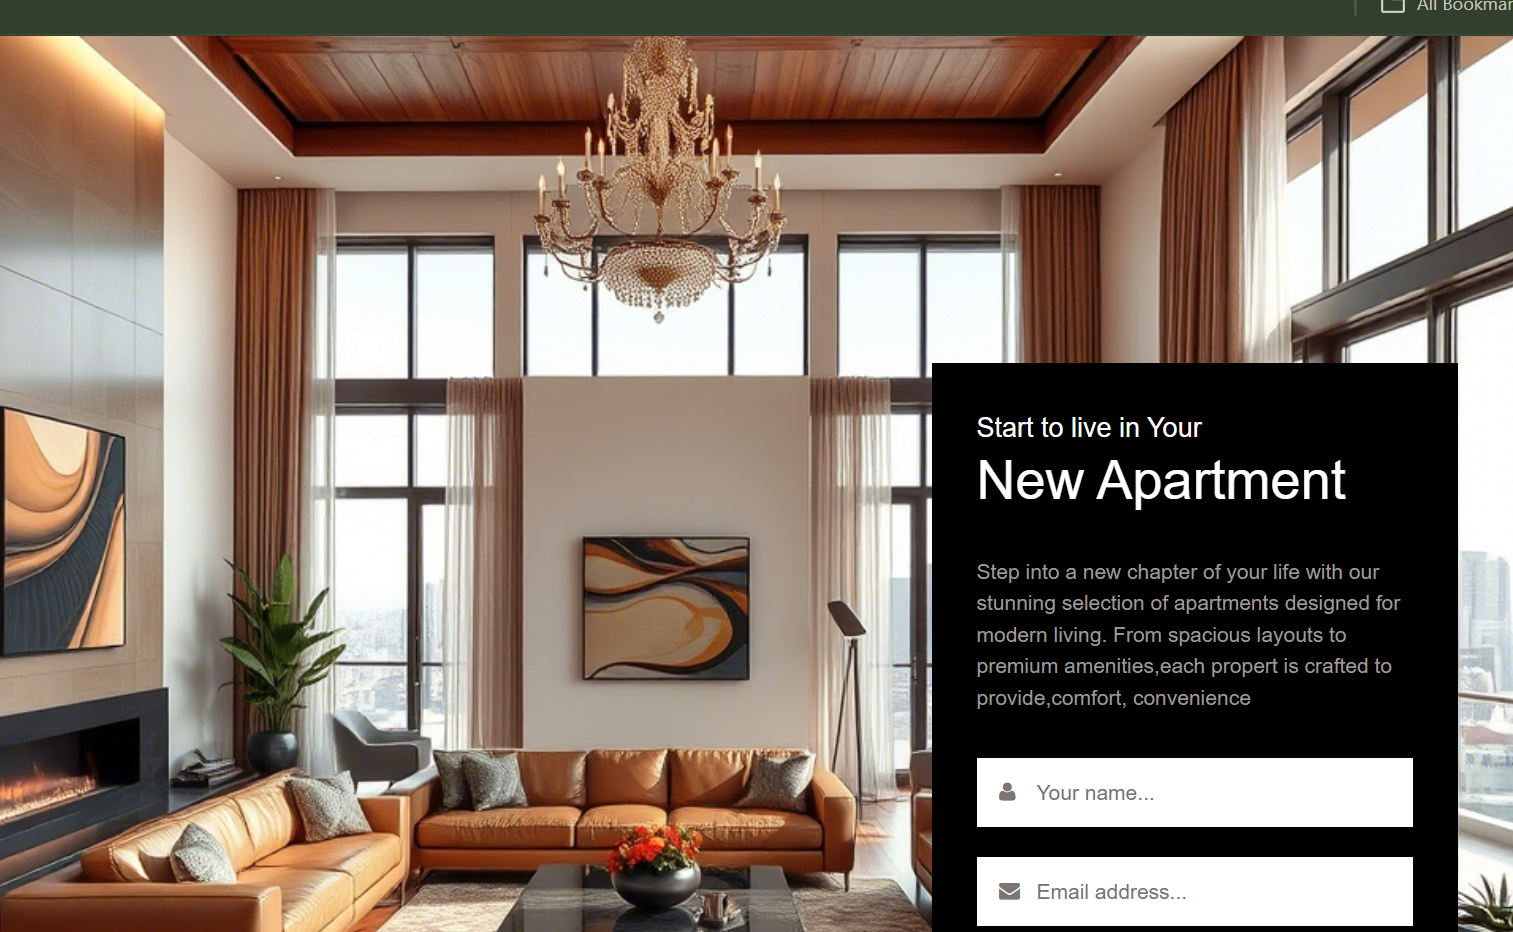 All Bookmar
Start to live in Your
New Apartment
Step into a new chapter of your life with our
stunning selection of apartments designed for
modern living. From spacious layouts to
premium amenities,each propert is crafted to
provide,comfort, convenience
Your name...
Email address...